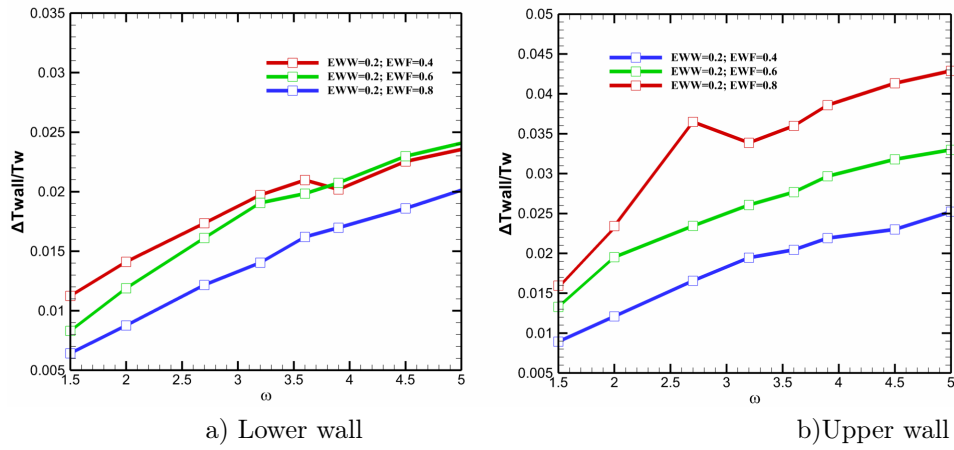 0.035
0.03
0.025
0.02
0.015
0.01
0.005
ΔTwall/Tw
EWW=0.2; EWF=0.4
EWW=0.2; EWF=0.6
EWW=0.2; EWF=0.8
1.5 2 2.5 3 3.5 4 4.5 5
ω
a) Lower wall
0.05
0.045
0.04
0.035
0.03
0.025
0.02
0.015
0.01
0.005
ΔTwall/Tw
EWW=0.2; EWF=0.4
EWW=0.2; EWF=0.6
EWW=0.2; EWF=0.8
1.5 2 2.5 3 3.5 4 4.5 5
ω
b)Upper wall